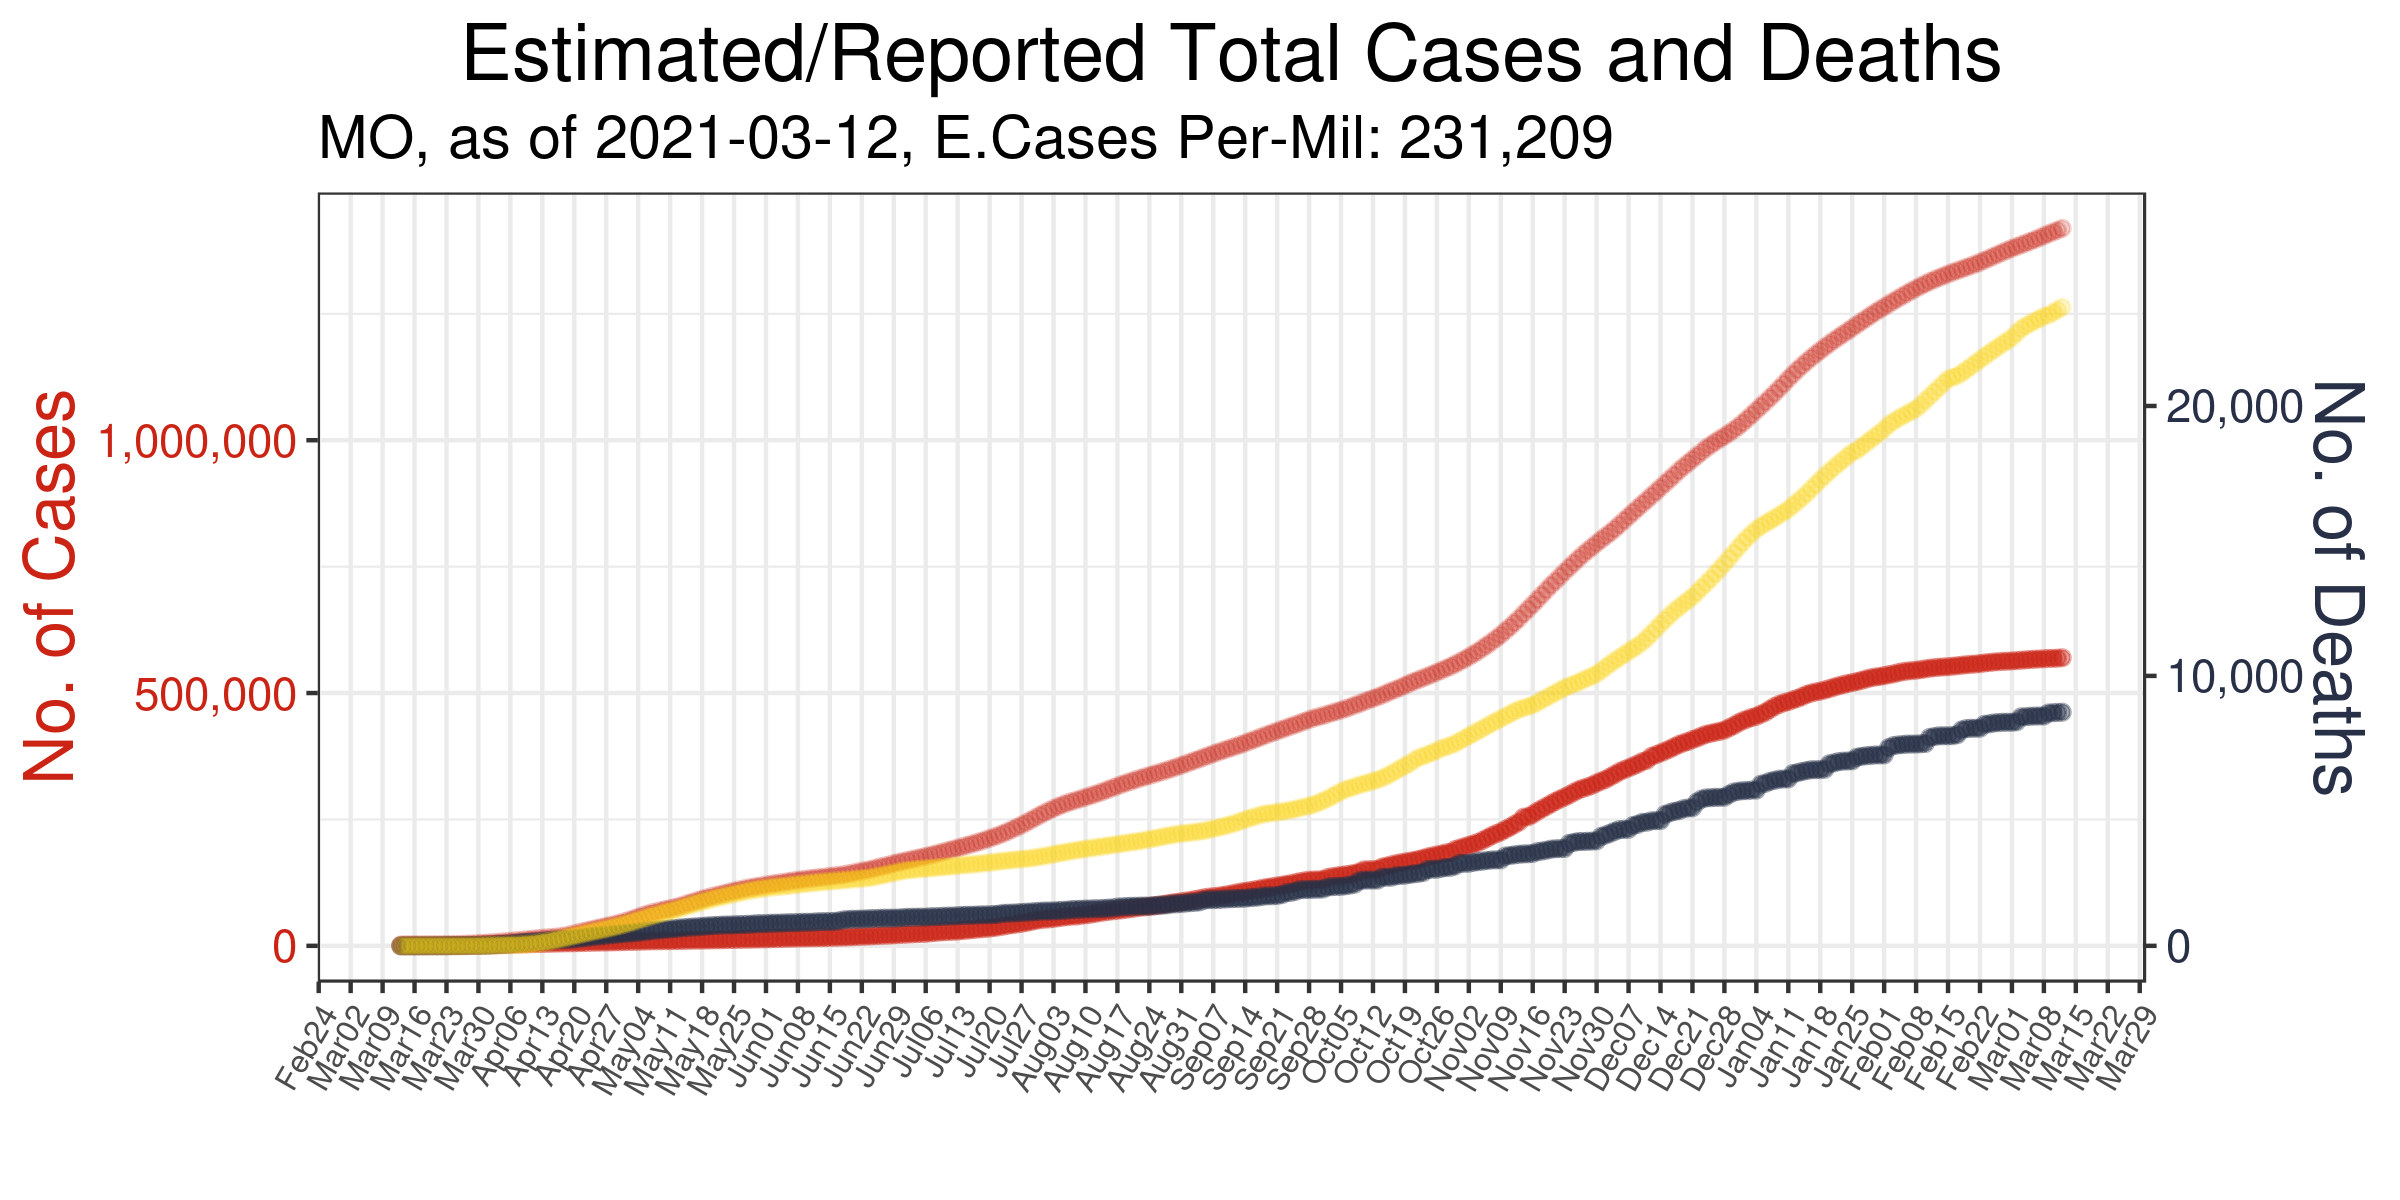 Estimated/Reported Total Cases and Deaths
MO, as of 2021-03-12, E.Cases Per-Mil: 231,209
No. of Cases
1,000,000
500,000
0
20,000
10,000
0
No. of Deaths
Feb24
Mar02
Mar09
Mar16
Mar23
Mar30
Apr06
Apr13
Apr20
Apr27
May04
May11
May18
May25
Jun01
Jun08
Jun15
Jun22
Jun29
Jul06
Jul13
Jul20
Jul27
Aug03
Aug10
Aug17
Aug24
Aug31
Sep07
Sep14
Sep21
Sep28
Oct05
Oct12
Oct19
Oct26
Nov02
Nov09
Nov16
Nov23
Nov30
Dec07
Dec14
Dec21
Dec28
Jan04
Jan11
Jan18
Jan25
Feb01
Feb08
Feb15
Feb22
Mar01
Mar08
Mar15
Mar22
Mar29